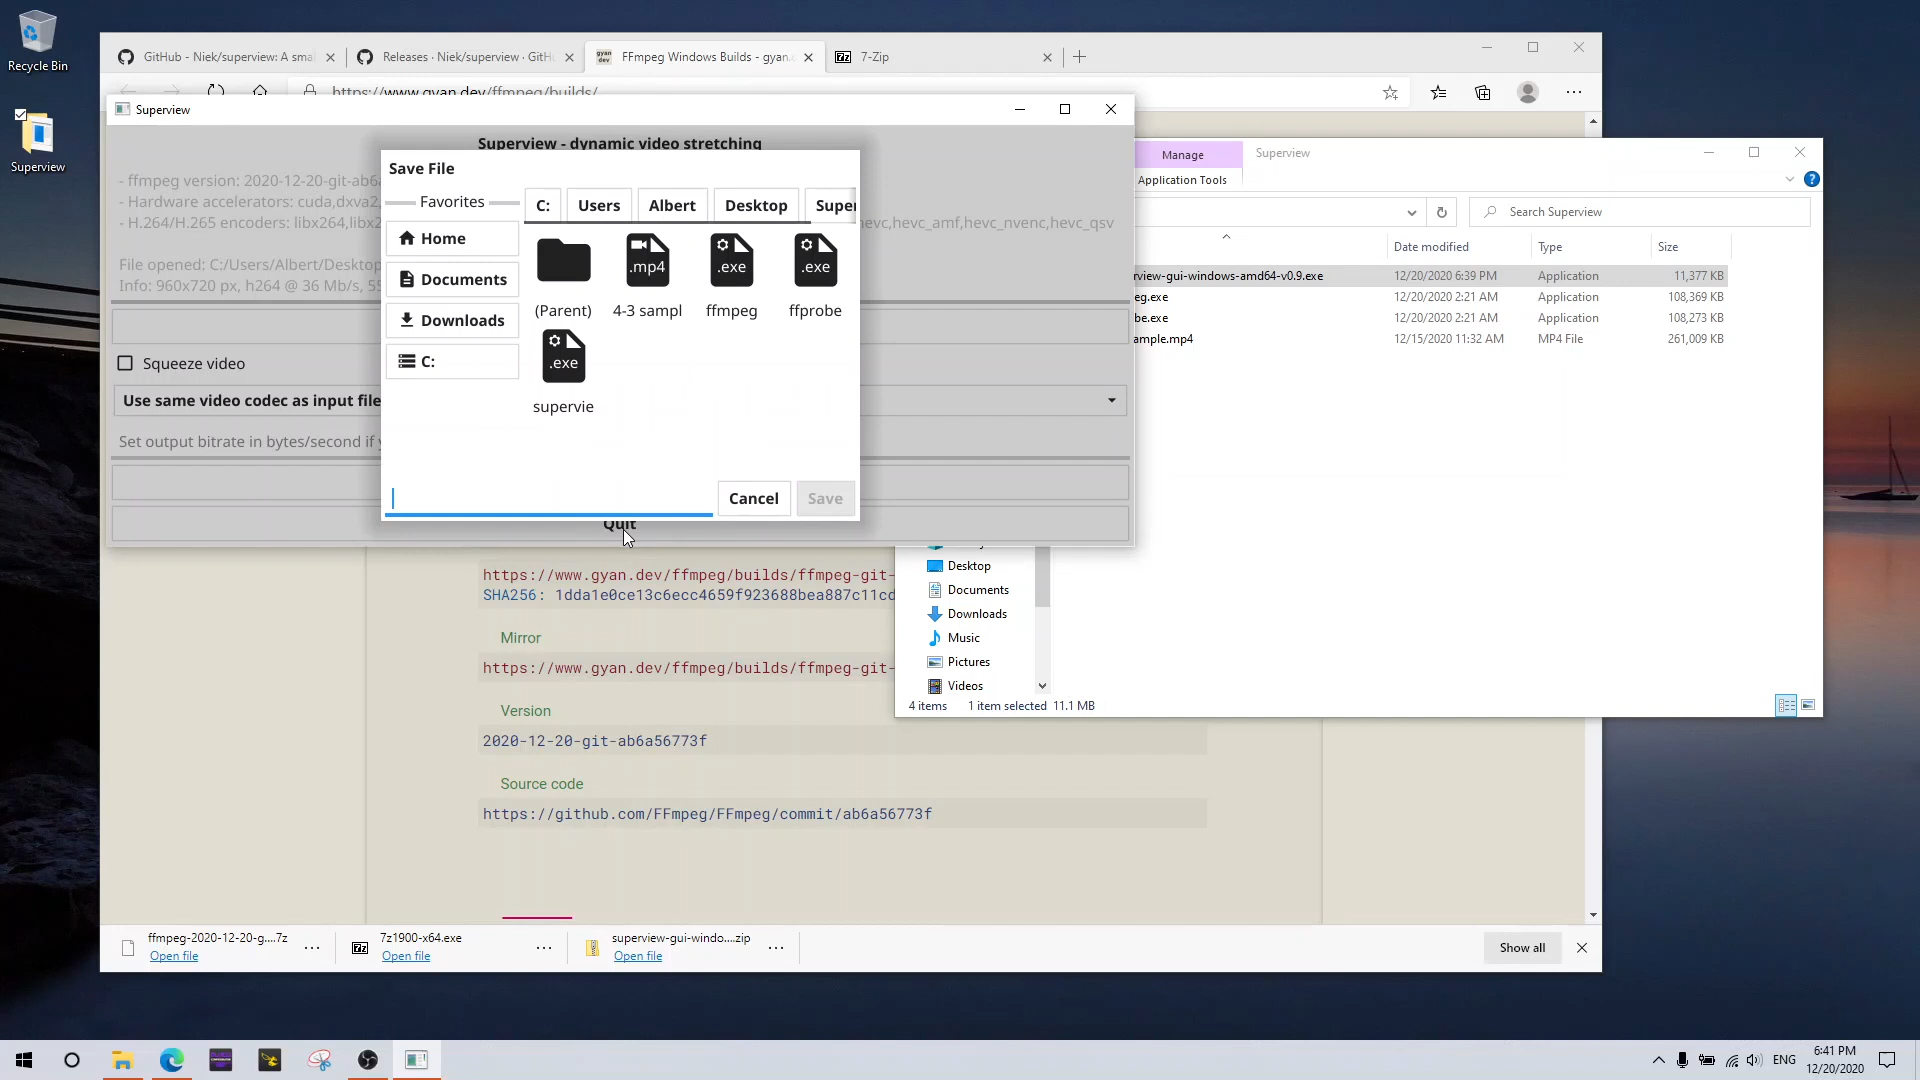 Recycle Bin
Superview
GitHub - Niek/superview: A sma
Releases · Niek/superview · GitH
FFmpeg Windows Builds - gyan.
7-Zip
https://www.gyan.dev/ffmpeg/builds/
Superview
Superview - dynamic video stretching
- ffmpeg version: 2020-12-20-git-ab6
- Hardware accelerators: cuda,dxva2
- H.264/H.265 encoders: libx264,libx2
hevc,hevc_amf,hevc_nvenc,hevc_qsv
File opened: C:/Users/Albert/Desktop
Info: 960x720 px, h264 @ 36 Mb/s, 5
Squeeze video
Use same video codec as input file
Set output bitrate in bytes/second if
Quit
Save File
Favorites
Home
Documents
Downloads
C:
C:
Users
Albert
Desktop
Super
.mp4
.exe
.exe
(Parent)
4-3 sampl
ffmpeg
ffprobe
.exe
supervie
Cancel
Save
Manage
Superview
Application Tools
Search Superview
Date modified
Type
Size
rview-gui-windows-amd64-v0.9.exe
12/20/2020 6:39 PM
Application
11,377 KB
eg.exe
12/20/2020 2:21 AM
Application
108,369 KB
be.exe
12/20/2020 2:21 AM
Application
108,273 KB
ample.mp4
12/15/2020 11:32 AM
MP4 File
261,009 KB
Desktop
Documents
Downloads
Music
Pictures
Videos
4 items
1 item selected 11.1 MB
https://www.gyan.dev/ffmpeg/builds/ffmpeg-git-
SHA256: 1dda1e0ce13c6ecc4659f923688bea887c11cd
Mirror
https://www.gyan.dev/ffmpeg/builds/ffmpeg-git-
Version
2020-12-20-git-ab6a56773f
Source code
https://github.com/FFmpeg/FFmpeg/commit/ab6a56773f
ffmpeg-2020-12-20-g....7z
Open file
7z1900-x64.exe
Open file
superview-gui-windo....zip
Open file
Show all
ENG
6:41 PM
12/20/2020